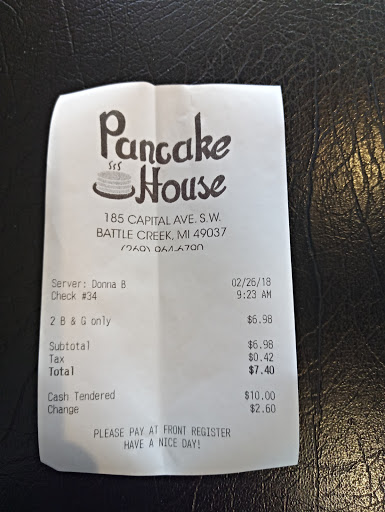 Pancake
House
185 CAPITAL AVE. S.W.
BATTLE CREEK, MI 49037
Server: Donna B 02/26/18
Check #34 9:23 AM
2 B & G only $6.98
Subtotal $6.98
Tax $0.42
Total $7.40
Cash Tendered $10.00
Change $2.60
PLEASE PAY AT FRONT REGISTER
HAVE A NICE DAY!